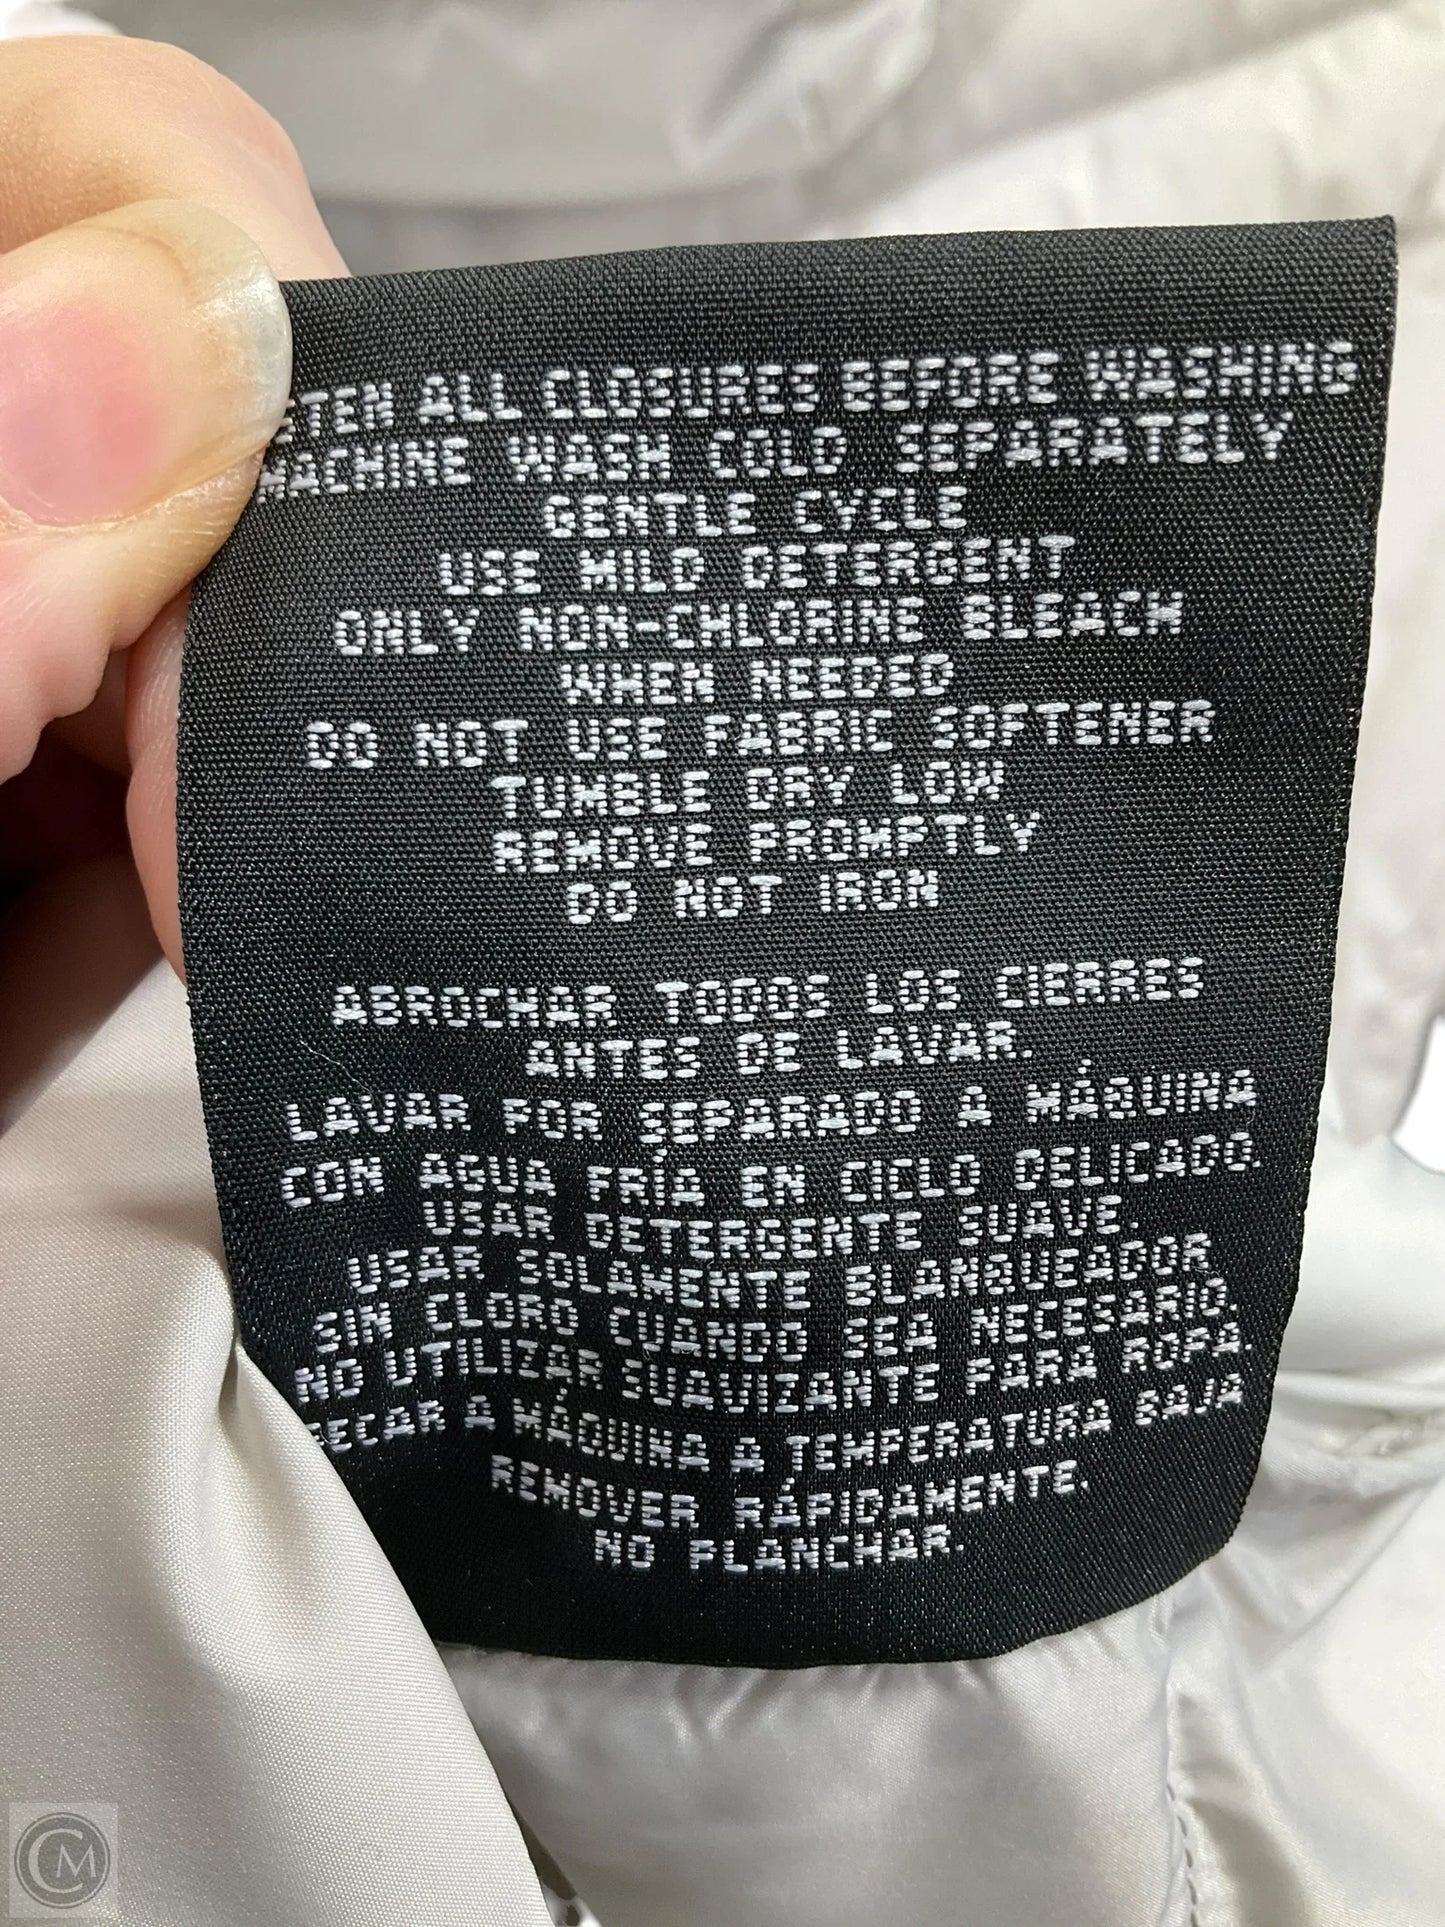 STEN ALL CLOSURES BEFORE WASHING
MACHINE WASH COLD SEPARATELY
GENTLE CYCLE
USE MILD DETERGENT
ONLY NON-CHLORINE BLEACH
WHEN NEEDED
DO NOT USE FABRIC SOFTENER
TUMBLE DRY LOW
REMOVE PROMPTLY
DO NOT IRON
ABROCHAR TODOS LOS CIERRES
ANTES DE LAVAR.
LAVAR POR SEPARADO A MÁQUINA
CON AGUA FRÍA EN CICLO DELICADO.
USAR DETERGENTE SUAVE.
USAR SOLAMENTE BLANQUEADOR
SIN CLORO CUANDO SEA NECESARIO.
NO UTILIZAR SUAVIZANTE PARA ROPA.
SECAR A MÁQUINA A TEMPERATURA BAJA
REMOVER RÁPIDAMENTE.
NO PLANCHAR.
CM